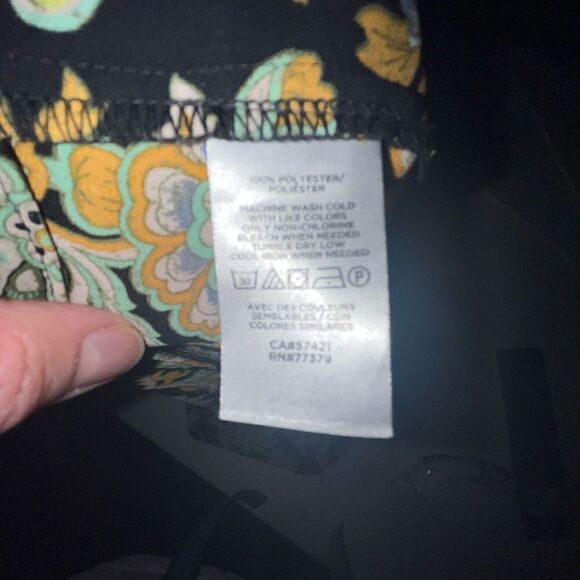 100% POLYESTER/
POLIÉSTER
MACHINE WASH COLD
WITH LIKE COLORS
ONLY NON-CHLORINE
BLEACH WHEN NEEDED
TUMBLE DRY LOW
COOL IRON WHEN NEEDED
30 P
AVEC DES COULEURS
SEMBLABLES / CON
COLORES SIMILARES
CA#57421
RN#77379